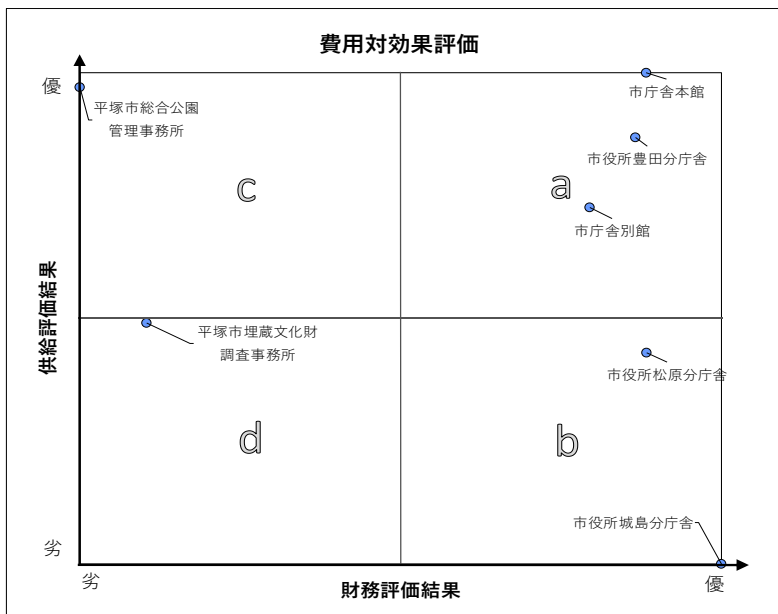 費用対効果評価
優
市庁舎本館
平塚市総合公園
管理事務所
市役所豊田分庁舎
c
a
市庁舎別館
供給評価結果
平塚市埋蔵文化財
調査事務所
市役所松原分庁舎
d
b
市役所城島分庁舎
劣
劣
財務評価結果
優